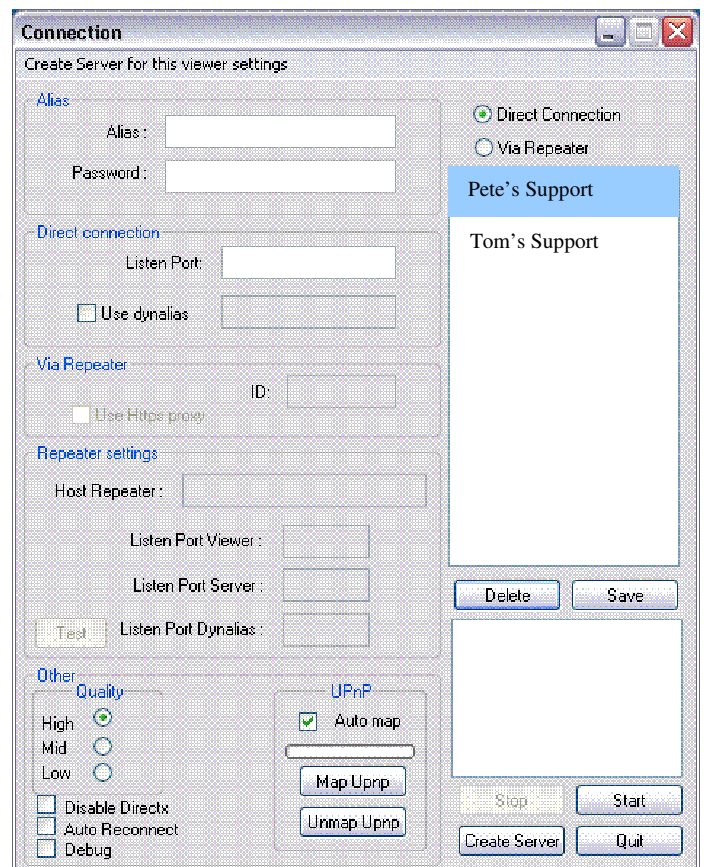 Connection
Create Server for this viewer settings
Alias
Alias :
Password :
Direct Connection
Via Repeater
Pete's Support
Tom's Support
Direct connection
Listen Port:
Use dynalias
Via Repeater
ID:
Use Https proxy
Repeater settings
Host Repeater :
Listen Port Viewer :
Listen Port Server :
Test
Listen Port Dynalias :
Delete
Save
Other
Quality
High
Mid
Low
Disable Directx
Auto Reconnect
Debug
UPnP
Auto map
Map Upnp
Unmap Upnp
Stop
Start
Create Server
Quit